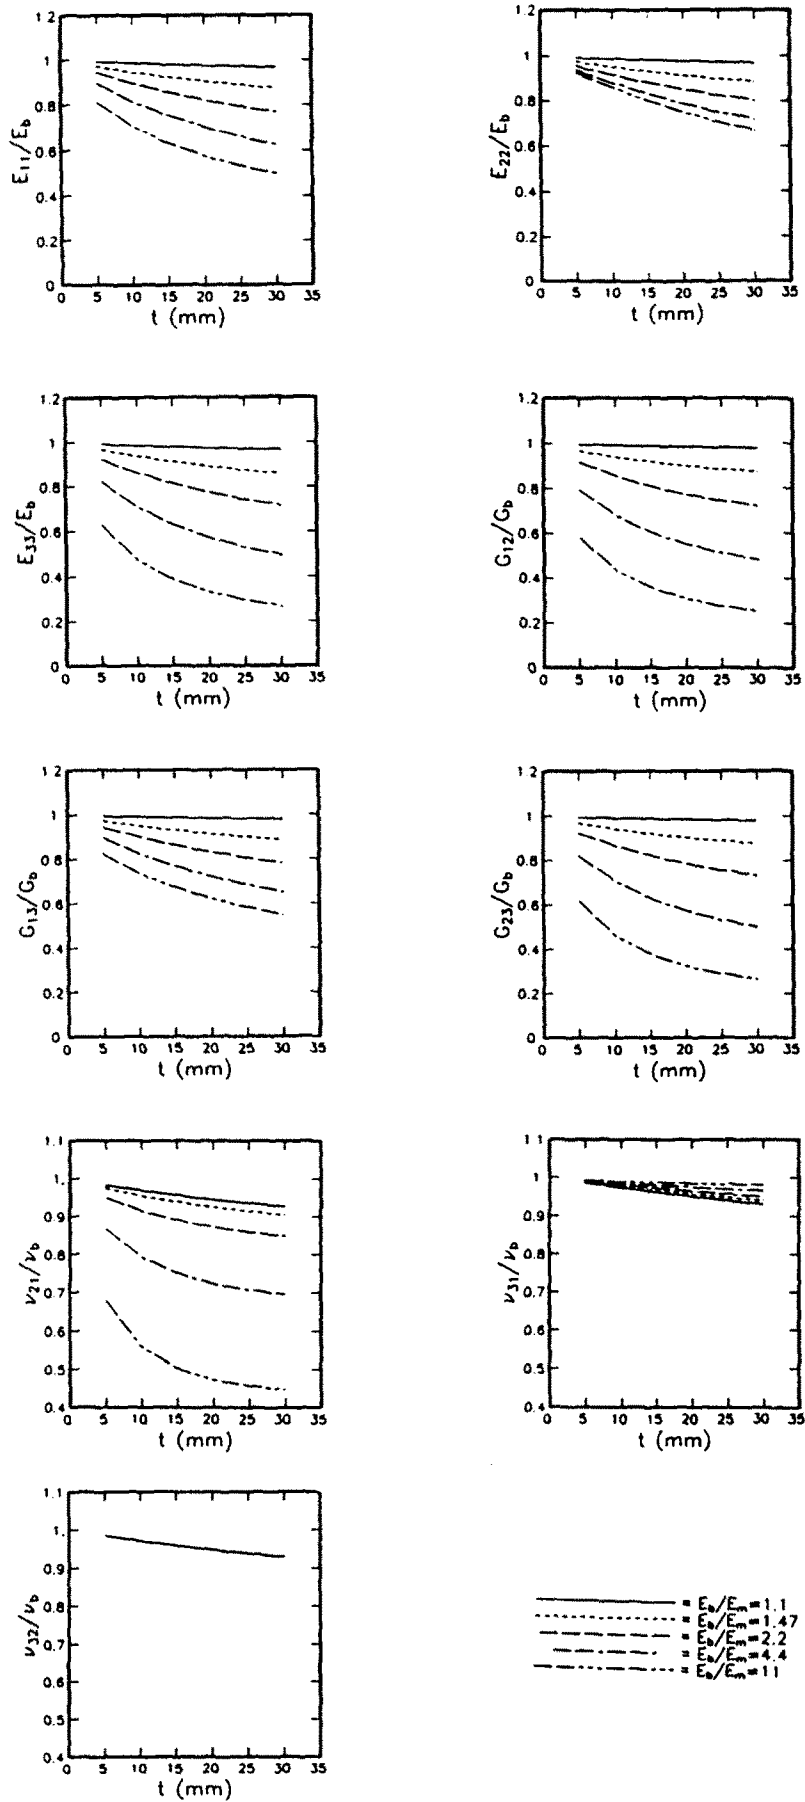 1.2 1 0.8 0.6 0.4 0.2 0
E11/Eb
0 5 10 15 20 25 30 35
t (mm)
1.2 1 0.8 0.6 0.4 0.2 0
E22/Eb
0 5 10 15 20 25 30 35
t (mm)
1.2 1 0.8 0.6 0.4 0.2 0
E33/Eb
0 5 10 15 20 25 30 35
t (mm)
1.2 1 0.8 0.6 0.4 0.2 0
G12/Gb
0 5 10 15 20 25 30 35
t (mm)
1.2 1 0.8 0.6 0.4 0.2 0
G13/Gb
0 5 10 15 20 25 30 35
t (mm)
1.2 1 0.8 0.6 0.4 0.2 0
G23/Gb
0 5 10 15 20 25 30 35
t (mm)
1.1 1. 0.9 0.8 0.7 0.6 0.5 0.4
ν21/νb
0 5 10 15 20 25 30 35
t (mm)
1.1 1. 0.9 0.8 0.7 0.6 0.5 0.4
ν31/νb
0 5 10 15 20 25 30 35
t (mm)
1.1 1. 0.9 0.8 0.7 0.6 0.5 0.4
ν32/νb
0 5 10 15 20 25 30 35
t (mm)
= Eb/Em=1.1
= Eb/Em=1.47
= Eb/Em=2.2
= Eb/Em=4.4
= Eb/Em=11